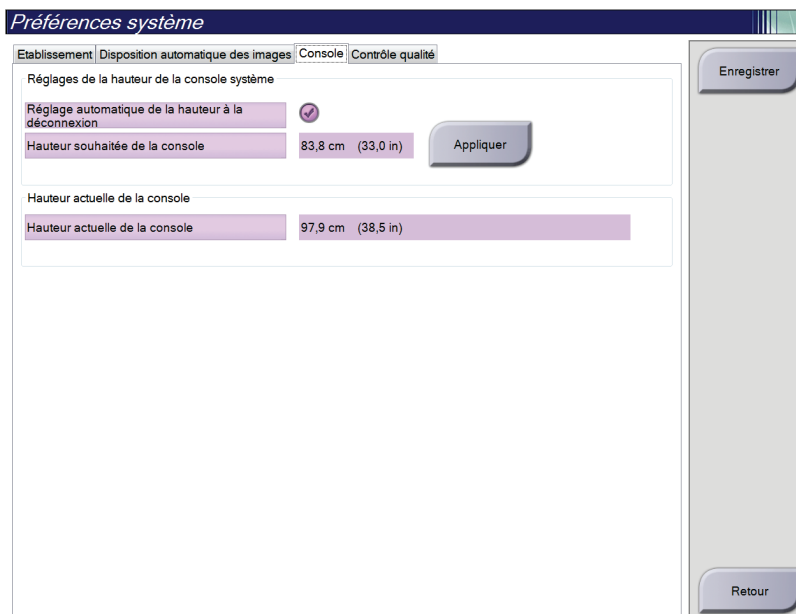 Préférences système
Etablissement Disposition automatique des images Console Contrôle qualité
Enregistrer
Réglages de la hauteur de la console système
Réglage automatique de la hauteur à la
déconnexion
Hauteur souhaitée de la console 83,8 cm (33,0 in) Appliquer
Hauteur actuelle de la console
Hauteur actuelle de la console 97,9 cm (38,5 in)
Retour